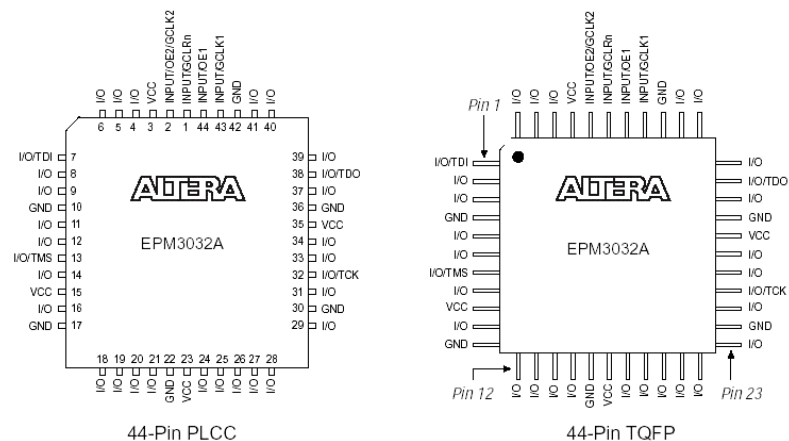 I/O
I/O
I/O
VCC
INPUT/OE2/GCLK2
INPUT/GCLRn
INPUT/OE1
INPUT/GCLK1
GND
I/O
I/O
6 5 4 3 2 1 44 43 42 41 40
I/O/TDI 7
I/O 8
I/O 9
GND 10
I/O 11
I/O 12
I/O/TMS 13
I/O 14
VCC 15
I/O 16
GND 17
ALTERA
EPM3032A
39 I/O
38 I/O/TDO
37 I/O
36 GND
35 VCC
34 I/O
33 I/O
32 I/O/TCK
31 I/O
30 GND
29 I/O
18 19 20 21 22 23 24 25 26 27 28
I/O
I/O
I/O
I/O
GND
VCC
I/O
I/O
I/O
I/O
I/O
44-Pin PLCC
I/O
I/O
I/O
VCC
INPUT/OE2/GCLK2
INPUT/GCLRn
INPUT/OE1
INPUT/GCLK1
GND
I/O
I/O
Pin 1
I/O/TDI
I/O
I/O
GND
I/O
I/O
I/O/TMS
I/O
VCC
I/O
GND
ALTERA
EPM3032A
I/O
I/O/TDO
I/O
GND
VCC
I/O
I/O
I/O/TCK
I/O
GND
I/O
Pin 12
I/O
I/O
I/O
I/O
GND
VCC
I/O
I/O
I/O
I/O
I/O
Pin 23
44-Pin TQFP